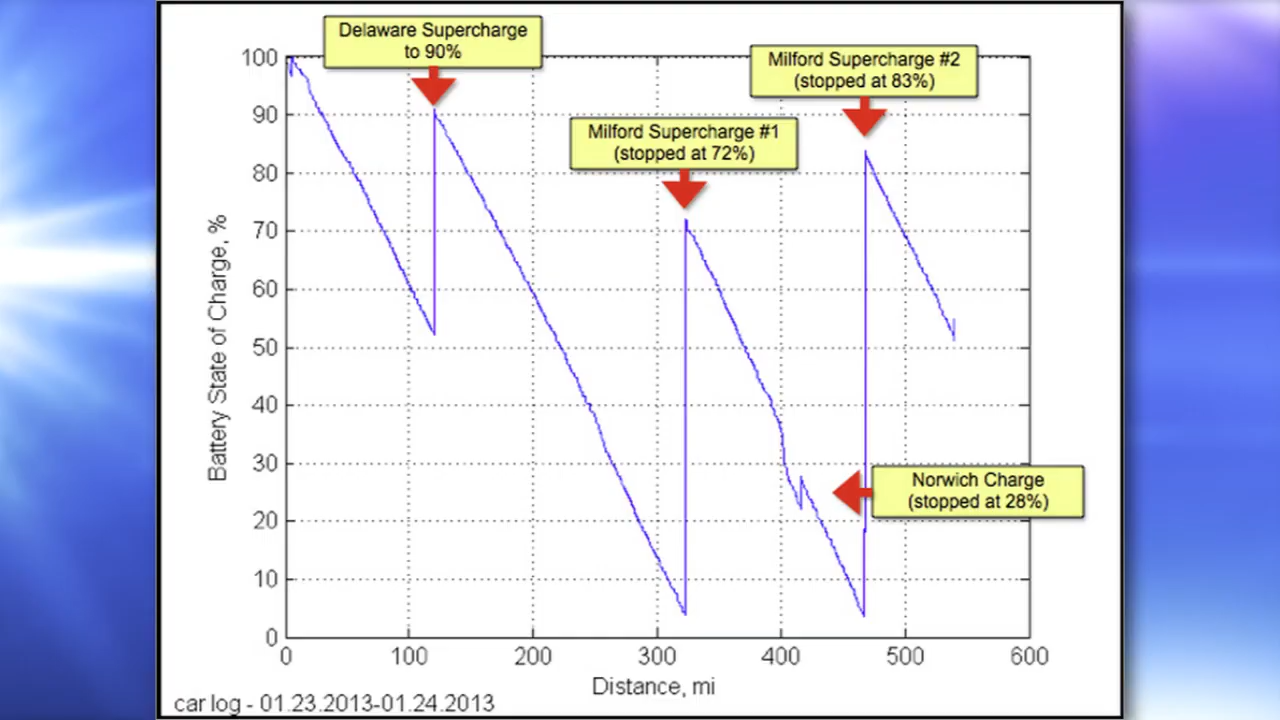 Delaware Supercharge
to 90%
Milford Supercharge #2
(stopped at 83%)
Milford Supercharge #1
(stopped at 72%)
Norwich Charge
(stopped at 28%)
Battery State of Charge, %
100
90
80
70
60
50
40
30
20
10
0
0 100 200 300 400 500 600
Distance, mi
car log - 01.23.2013-01.24.2013